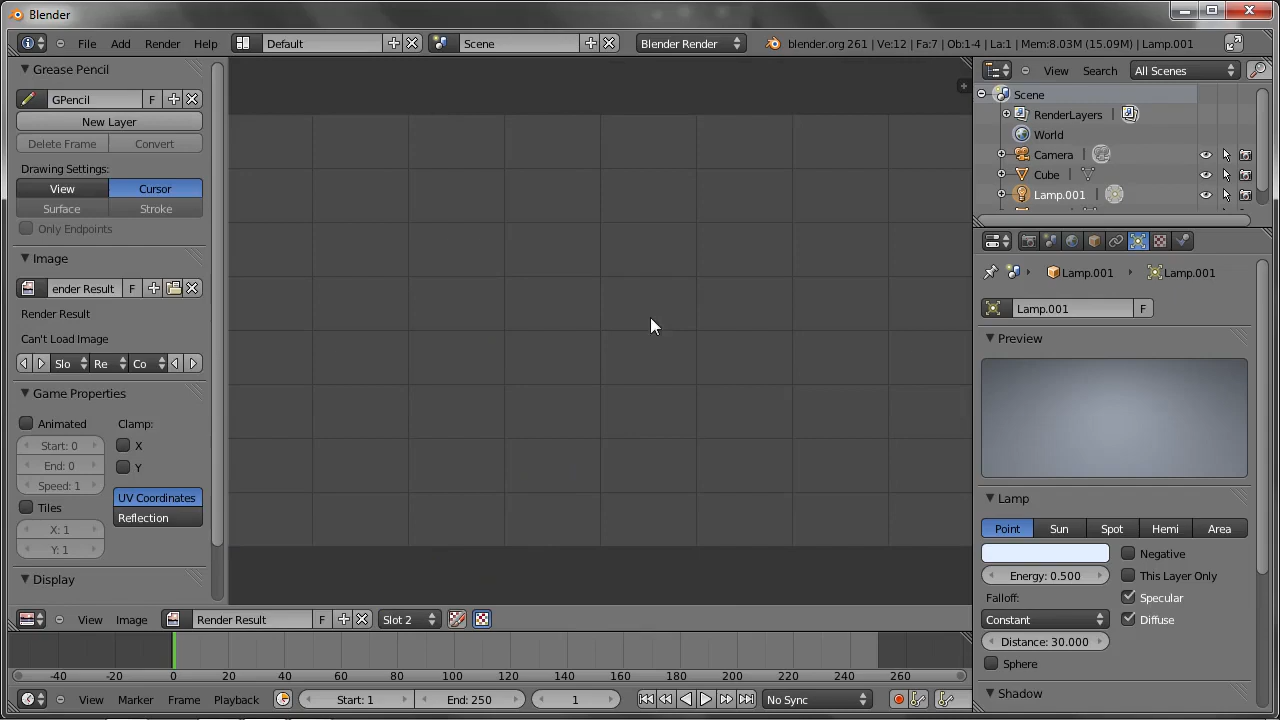 Blender
File Add Render Help Default Scene Blender Render blender.org 261 | Ve:12 | Fa:7 | Ob:1-4 | La:1 | Mem:8.03M (15.09M) | Lamp.001
Grease Pencil
GPencil F
New Layer
Delete Frame Convert
Drawing Settings:
View Cursor
Surface Stroke
Only Endpoints
Image
ender Result F
Render Result
Can't Load Image
Slo Re Co
Game Properties
Animated Clamp:
Start: 0 X
End: 0 Y
Speed: 1
UV Coordinates
Tiles Reflection
X: 1
Y: 1
Display
View Image Render Result F Slot 2
-40 -20 0 20 40 60 80 100 120 140 160 180 200 220 240 260
View Marker Frame Playback Start: 1 End: 250 1 No Sync
View Search All Scenes
Scene
RenderLayers |
World
Camera |
Cube |
Lamp.001 |
Lamp.001 Lamp.001
Lamp.001 F
Preview
Lamp
Point Sun Spot Hemi Area
Negative
Energy: 0.500 This Layer Only
Falloff: Specular
Constant Diffuse
Distance: 30.000
Sphere
Shadow